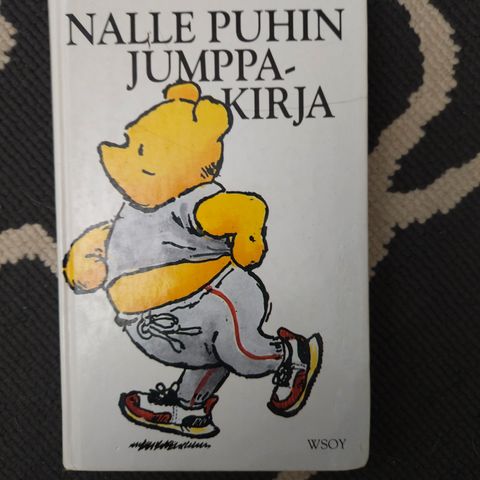 NALLE PUHIN
JUMPPA-
KIRJA
WSOY